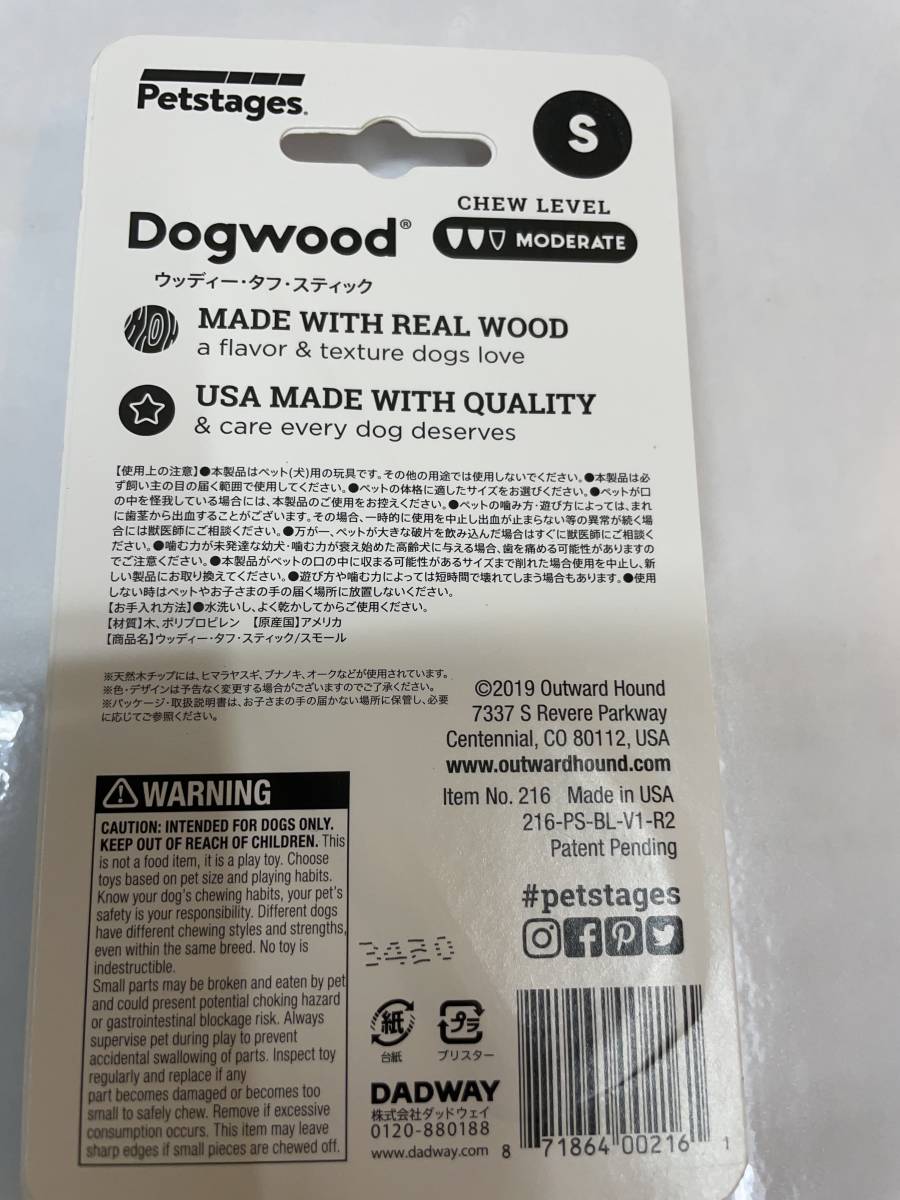 Petstages.
S
CHEW LEVEL
MODERATE
Dogwood®
ウッディー・タフ・スティック
MADE WITH REAL WOOD
a flavor & texture dogs love
USA MADE WITH QUALITY
& care every dog deserves
【使用上の注意】●本製品はペット(犬)用の玩具です。その他の用途では使用しないでください。●本製品は必
ず飼い主の目の届く範囲で使用してください。●ペットの体格に適したサイズをお選びください。●ペットが口
の中を怪我している場合には、本製品のご使用をお控えください。●ペットの噛み方・遊び方によっては、まれ
に歯茎から出血することがございます。その場合、一時的に使用を中止し出血が止まらない等の異常が続く場
合には獣医師にご相談ください。●万が一、ペットが大きな破片を飲み込んだ場合はすぐに獣医師にご相談く
ださい。●噛む力が未発達な幼犬・噛む力が衰え始めた高齢犬に与える場合、歯を痛める可能性がありますの
でご注意ください。●本製品がペットの口の中に収まる可能性があるサイズまで削れた場合使用を中止し、新
しい製品にお取り換えてください。●遊び方や噛む力によっては短時間で壊れてしまう場合もあります。●使用
しない時はペットやお子さまの手の届く場所に放置しないください。
【お手入れ方法】●水洗いし、よく乾かしてからご使用ください。
【材質】木、ポリプロピレン 【原産国】アメリカ
【商品名】ウッディー・タフ・スティック/スモール
※天然木チップには、ヒマラヤスギ、ブナノキ、オークなどが使用されています。
※色・デザインは予告なく変更する場合がございますのでご了承ください。
※パッケージ・取扱説明書は、お子さまの手の届かない場所に保管し、必要
に応じてご参照ください。
©2019 Outward Hound
7337 S Revere Parkway
Centennial, CO 80112, USA
www.outwardhound.com
Item No. 216 Made in USA
216-PS-BL-V1-R2
Patent Pending
#petstages
WARNING
CAUTION: INTENDED FOR DOGS ONLY.
KEEP OUT OF REACH OF CHILDREN. This
is not a food item, it is a play toy. Choose
toys based on pet size and playing habits.
Know your dog's chewing habits, your pet's
safety is your responsibility. Different dogs
have different chewing styles and strengths,
even within the same breed. No toy is
indestructible.
Small parts may be broken and eaten by pet
and could present potential choking hazard
or gastrointestinal blockage risk. Always
supervise pet during play to prevent
accidental swallowing of parts. Inspect toy
regularly and replace if any
part becomes damaged or becomes too
small to safely chew. Remove if excessive
consumption occurs. This item may leave
sharp edges if small pieces are chewed off.
紙
台紙
プラ
ブリスター
DADWAY
株式会社ダッドウェイ
0120-880188
www.dadway.com
8 71864 00216 1